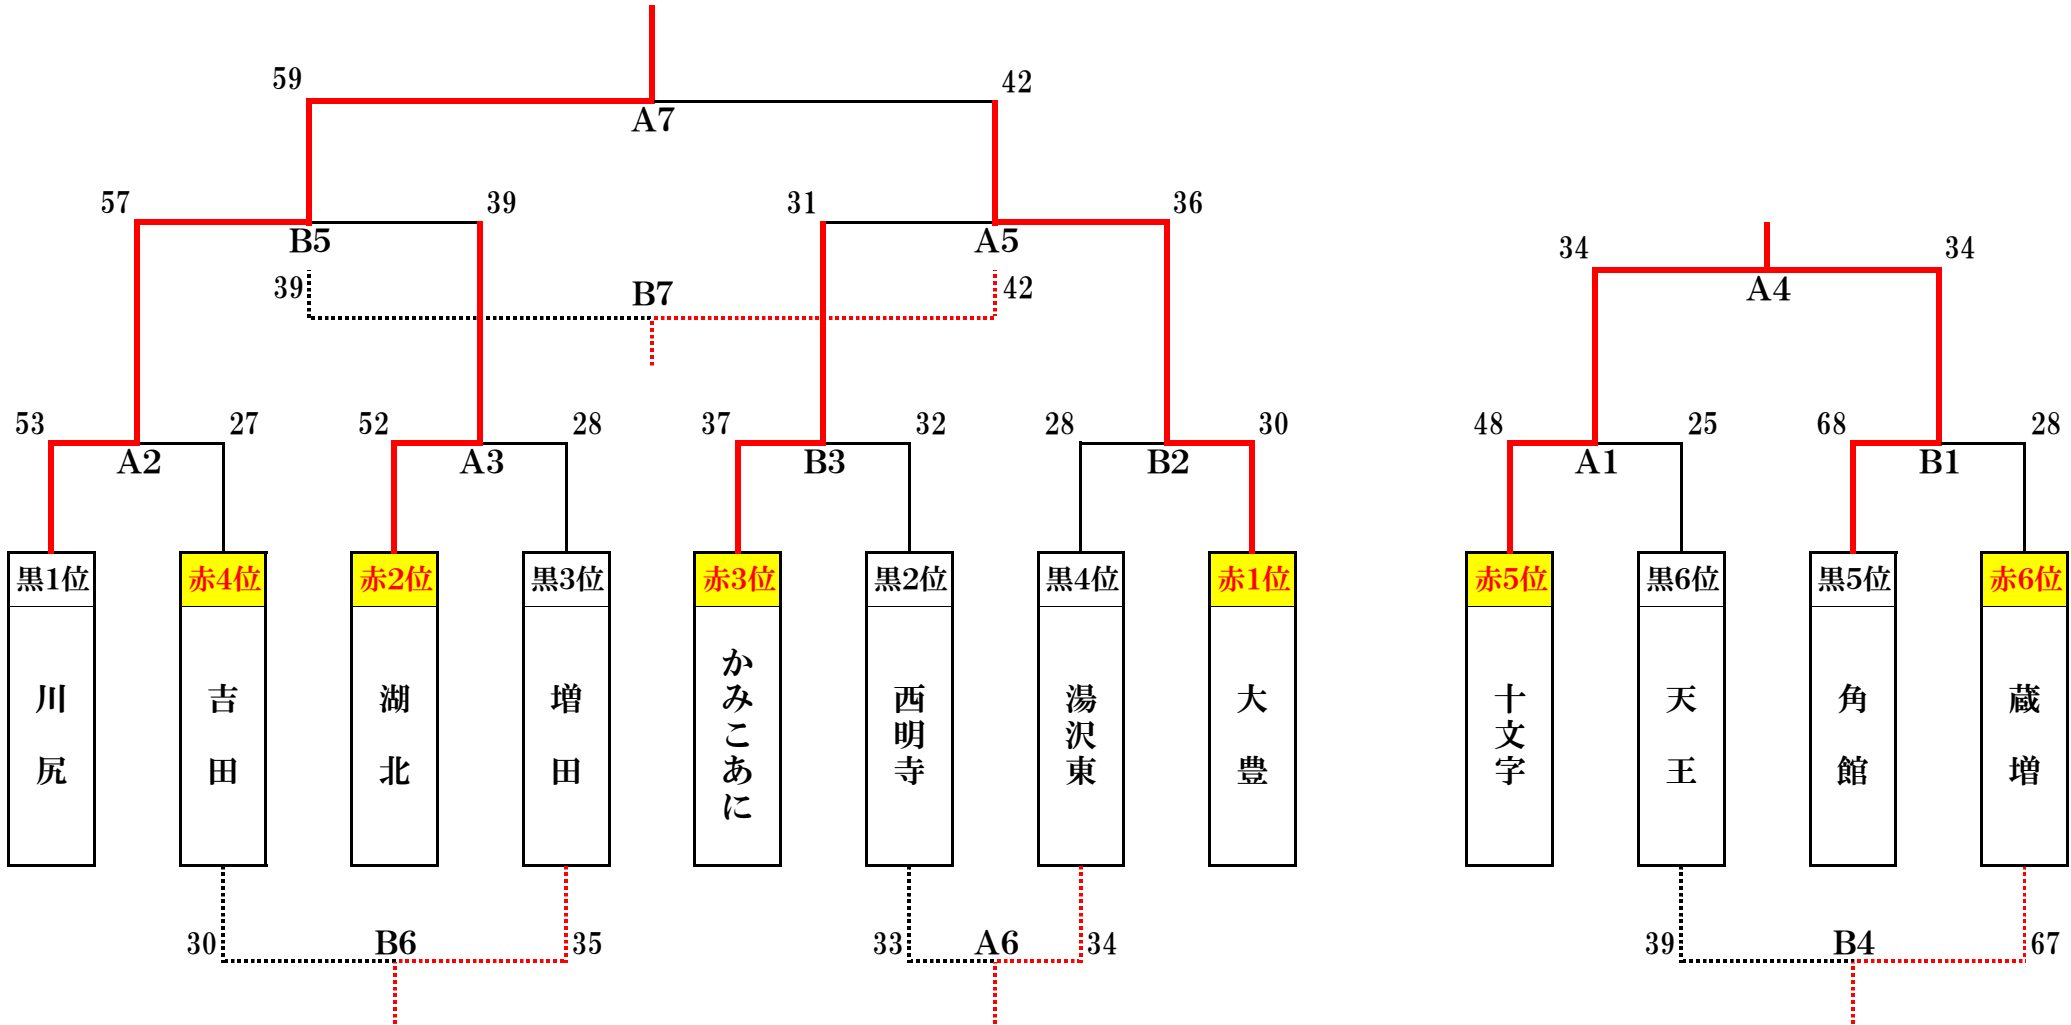 59
42
A7
57
39
31
36
B5
A5
34
34
39
B7
42
A4
53
27
52
28
37
32
28
30
48
25
68
28
A2
A3
B3
B2
A1
B1
黒1位
赤4位
赤2位
黒3位
赤3位
黒2位
黒4位
赤1位
赤5位
黒6位
黒5位
赤6位
川尻
吉田
湖北
増田
かみこあに
西明寺
湯沢東
大豊
十文字
天王
角館
蔵増
30
B6
35
33
A6
34
39
B4
67